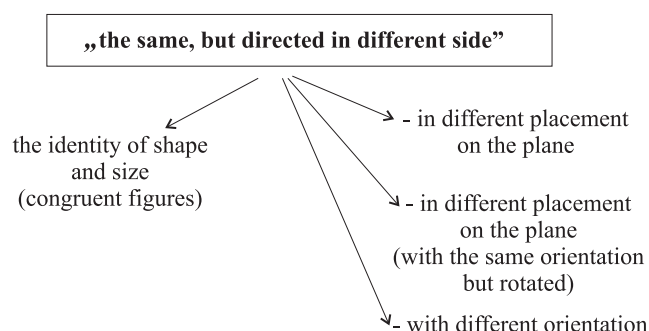 „the same, but directed in different side”
the identity of shape
and size
(congruent figures)
- in different placement
on the plane
- in different placement
on the plane
(with the same orientation
but rotated)
- with different orientation